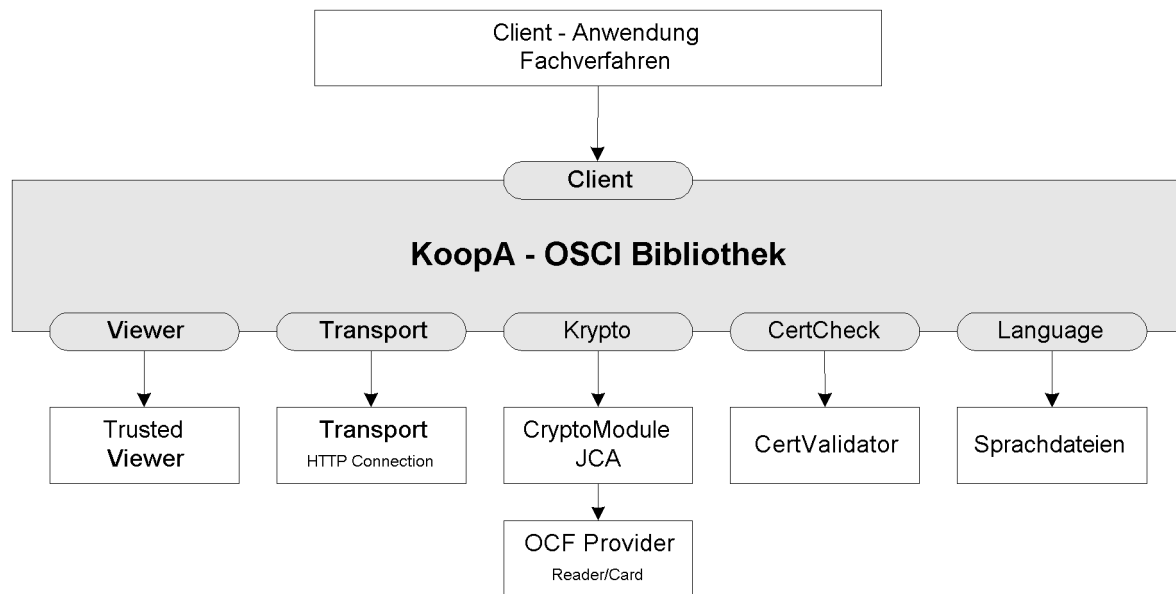 Client - Anwendung
Fachverfahren
Client
KoopA - OSCI Bibliothek
Viewer
Transport
Krypto
CertCheck
Language
Trusted
Viewer
Transport
HTTP Connection
CryptoModule
JCA
CertValidator
Sprachdateien
OCF Provider
Reader/Card